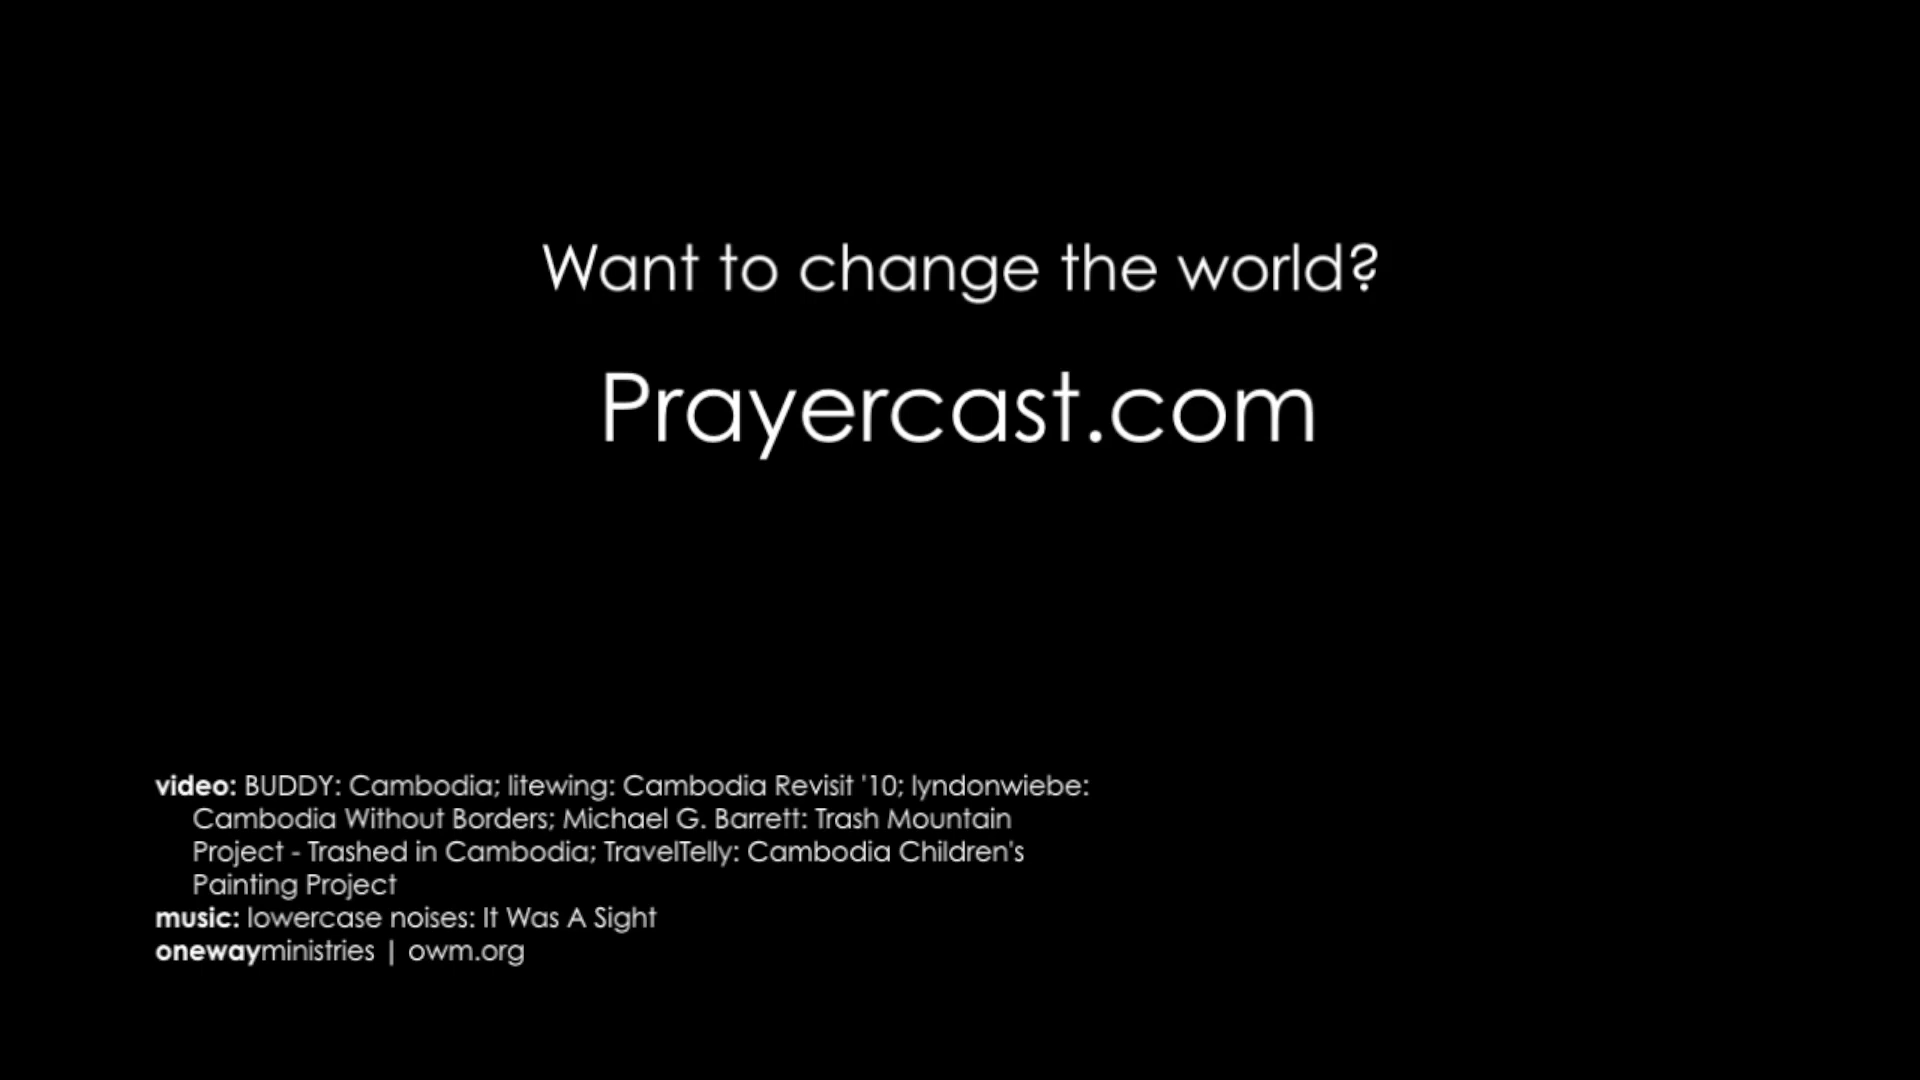 Want to change the world?
Prayercast.com
video: BUDDY: Cambodia; litewing: Cambodia Revisit '10; lyndonwiebe:
Cambodia Without Borders; Michael G. Barrett: Trash Mountain
Project - Trashed in Cambodia; TravelTelly: Cambodia Children's
Painting Project
music: lowercase noises: It Was A Sight
onewayministries | owm.org